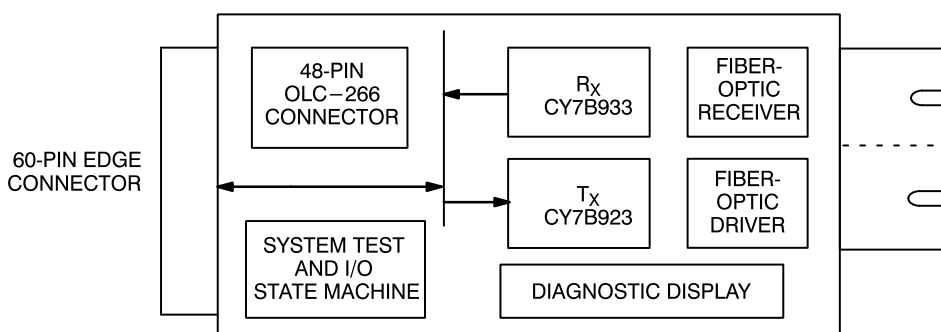 60-PIN EDGE
CONNECTOR
48-PIN
OLC–266
CONNECTOR
RX
CY7B933
FIBER-
OPTIC
RECEIVER
TX
CY7B923
FIBER-
OPTIC
DRIVER
SYSTEM TEST
AND I/O
STATE MACHINE
DIAGNOSTIC DISPLAY